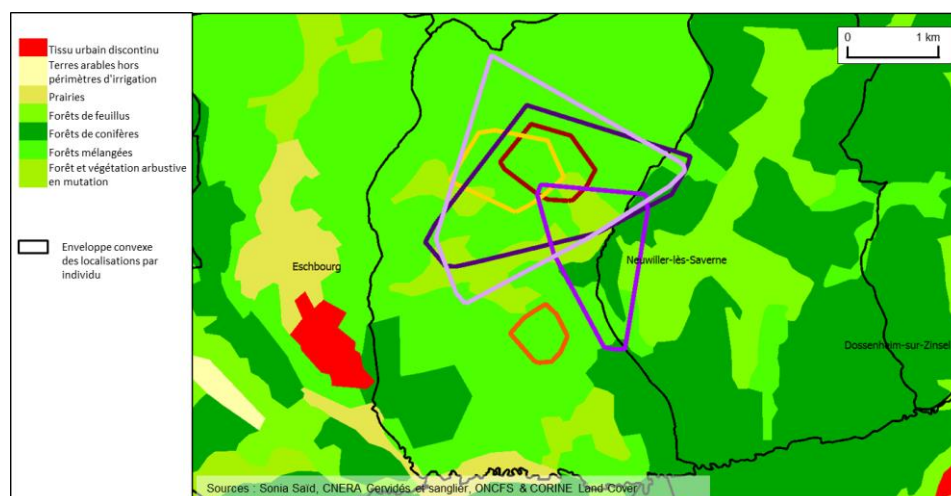 Tissu urbain discontinu
Terres arables hors
périmètres d'irrigation
Prairies
Forêts de feuillus
Forêts de conifères
Forêts mélangées
Forêt et végétation arbustive
en mutation
Enveloppe convexe
des localisations par
individu
0 1 km
Eschbourg
Neuwiller-lès-Saverne
Dossenheim-sur-Zinsel
Sources : Sonia Saïd, CNERA Cervidés et sanglier, ONCFS & CORINE Land Cover